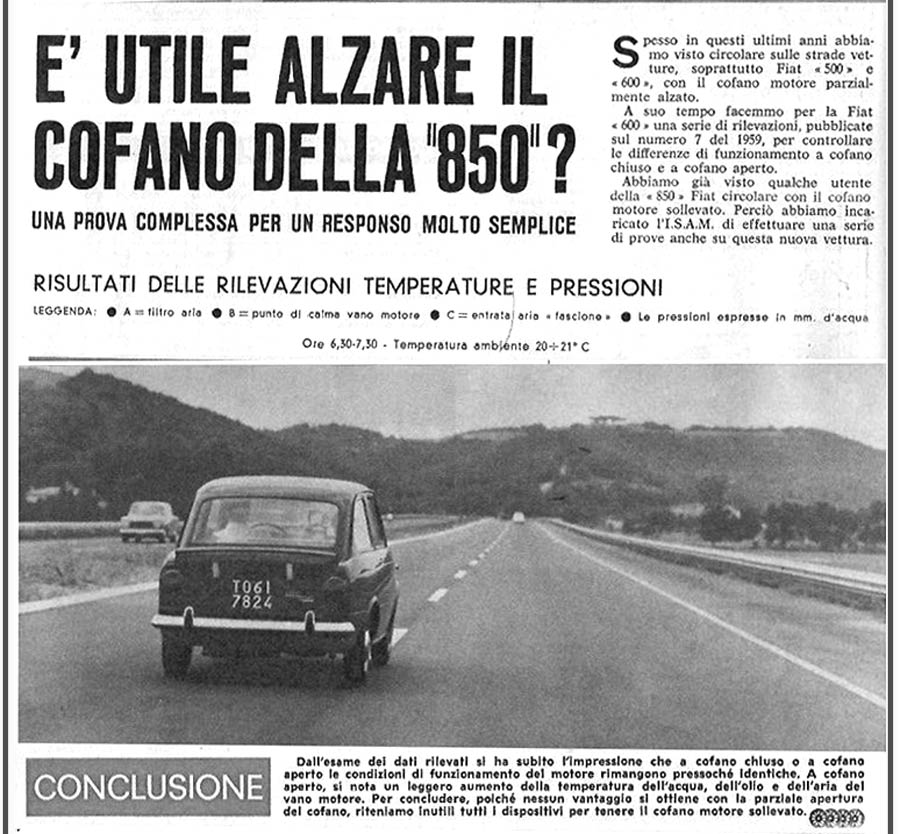 E' UTILE ALZARE IL
COFANO DELLA "850"?
UNA PROVA COMPLESSA PER UN RESPONSO MOLTO SEMPLICE
Spesso in questi ultimi anni abbia-
mo visto circolare sulle strade vet-
ture, soprattutto Fiat «500» e
«600», con il cofano motore parzial-
mente alzato.
A suo tempo facemmo per la Fiat
«600» una serie di rilevazioni, pubblicate
sul numero 7 del 1959, per controllare
le differenze di funzionamento a cofano
chiuso e a cofano aperto.
Abbiamo già visto qualche utente
della «850» Fiat circolare con il cofano
motore sollevato. Perciò abbiamo inca-
ricato l'I.S.A.M. di effettuare una serie
di prove anche su questa nuova vettura.
RISULTATI DELLE RILEVAZIONI TEMPERATURE E PRESSIONI
LEGGENDA: ● A = filtro aria ● B = punto di calma vano motore ● C = entrata aria «fascione» ● Le pressioni espresse in mm. d'acqua
Ore 6,30-7,30 - Temperatura ambiente 20÷21° C
TO61
7824
CONCLUSIONE
Dall'esame dei dati rilevati si ha subito l'impressione che a cofano chiuso o a cofano
aperto le condizioni di funzionamento del motore rimangono pressoché identiche. A cofano
aperto, si nota un leggero aumento della temperatura dell'acqua, dell'olio e dell'aria del
vano motore. Per concludere, poiché nessun vantaggio si ottiene con la parziale apertura
del cofano, riteniamo inutili tutti i dispositivi per tenere il cofano motore sollevato.